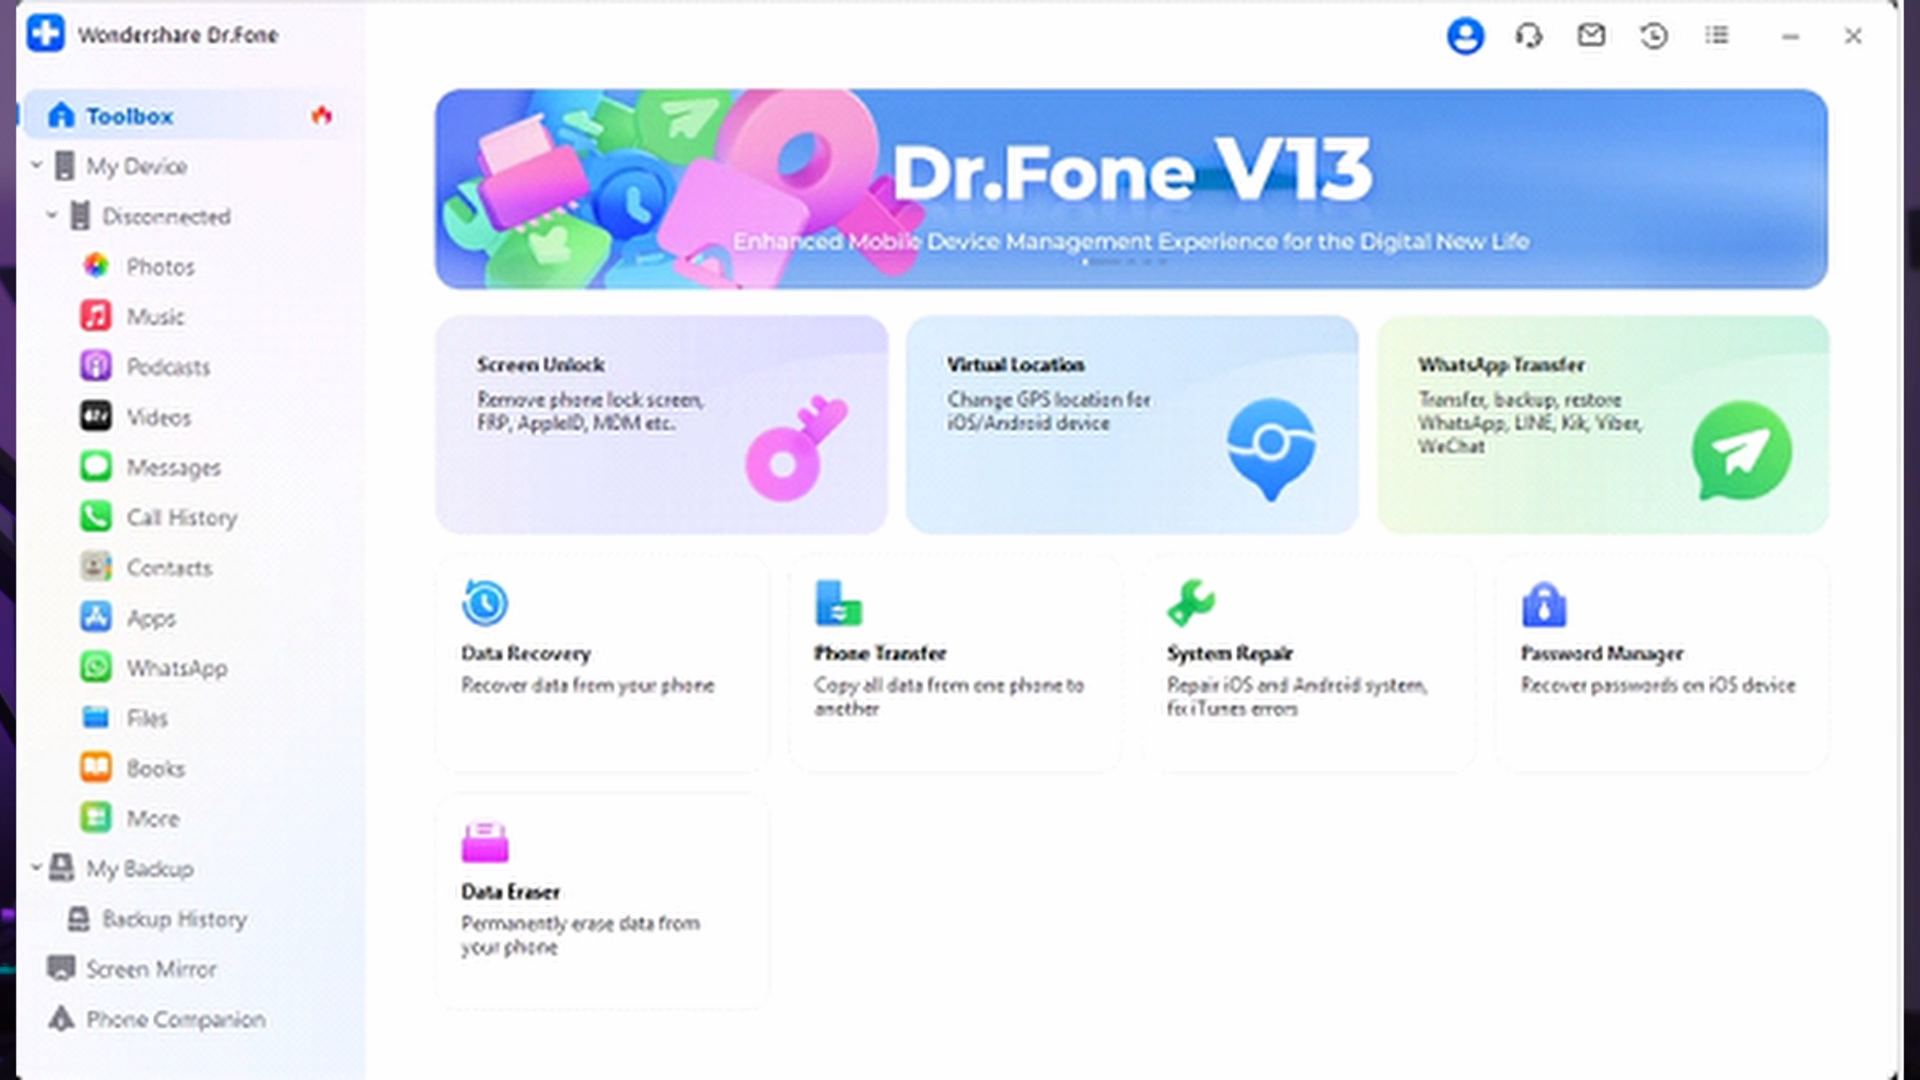 Wondershare Dr.Fone
Toolbox
My Device
Disconnected
Photos
Music
Podcasts
Videos
Messages
Call History
Contacts
Apps
WhatsApp
Files
Books
More
My Backup
Backup History
Screen Mirror
Phone Companion
Dr.Fone V13
Enhanced Mobile Device Management Experience for the Digital New Life
Screen Unlock
Remove phone lock screen,
FRP, AppleID, MDM etc.
Virtual Location
Change GPS location for
iOS/Android device
WhatsApp Transfer
Transfer, backup, restore
WhatsApp, LINE, Kik, Viber,
WeChat
Data Recovery
Recover data from your phone
Phone Transfer
Copy all data from one phone to
another
System Repair
Repair iOS and Android system,
fix iTunes errors
Password Manager
Recover passwords on iOS device
Data Eraser
Permanently erase data from
your phone